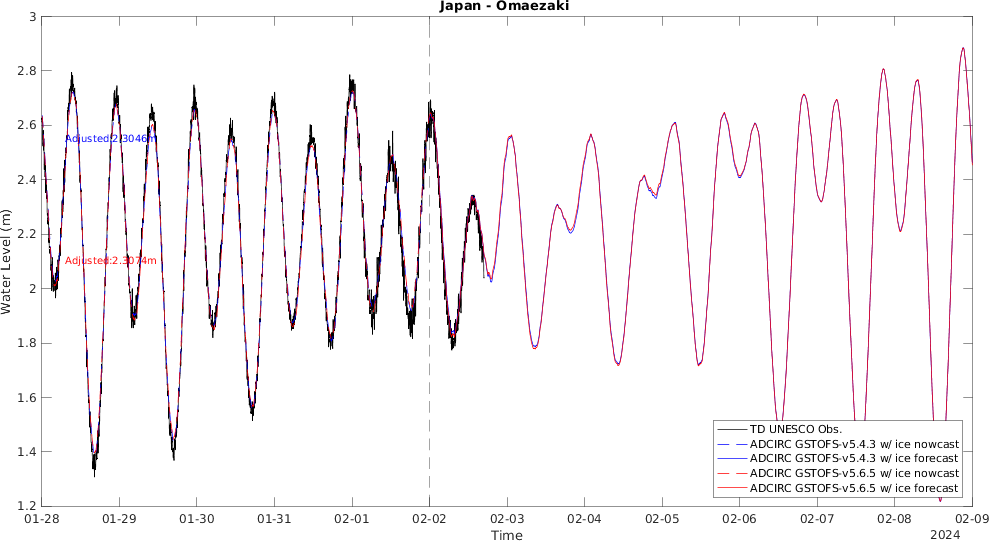 Japan - Omaezaki
3
2.8
2.6
2.4
2.2
2
1.8
1.6
1.4
1.2
Water Level (m)
Adjusted:2.3046m
Adjusted:2.3074m
TD UNESCO Obs.
ADCIRC GSTOFS-v5.4.3 w/ ice nowcast
ADCIRC GSTOFS-v5.4.3 w/ ice forecast
ADCIRC GSTOFS-v5.6.5 w/ ice nowcast
ADCIRC GSTOFS-v5.6.5 w/ ice forecast
01-28 01-29 01-30 01-31 02-01 02-02 02-03 02-04 02-05 02-06 02-07 02-08 02-09
Time
2024